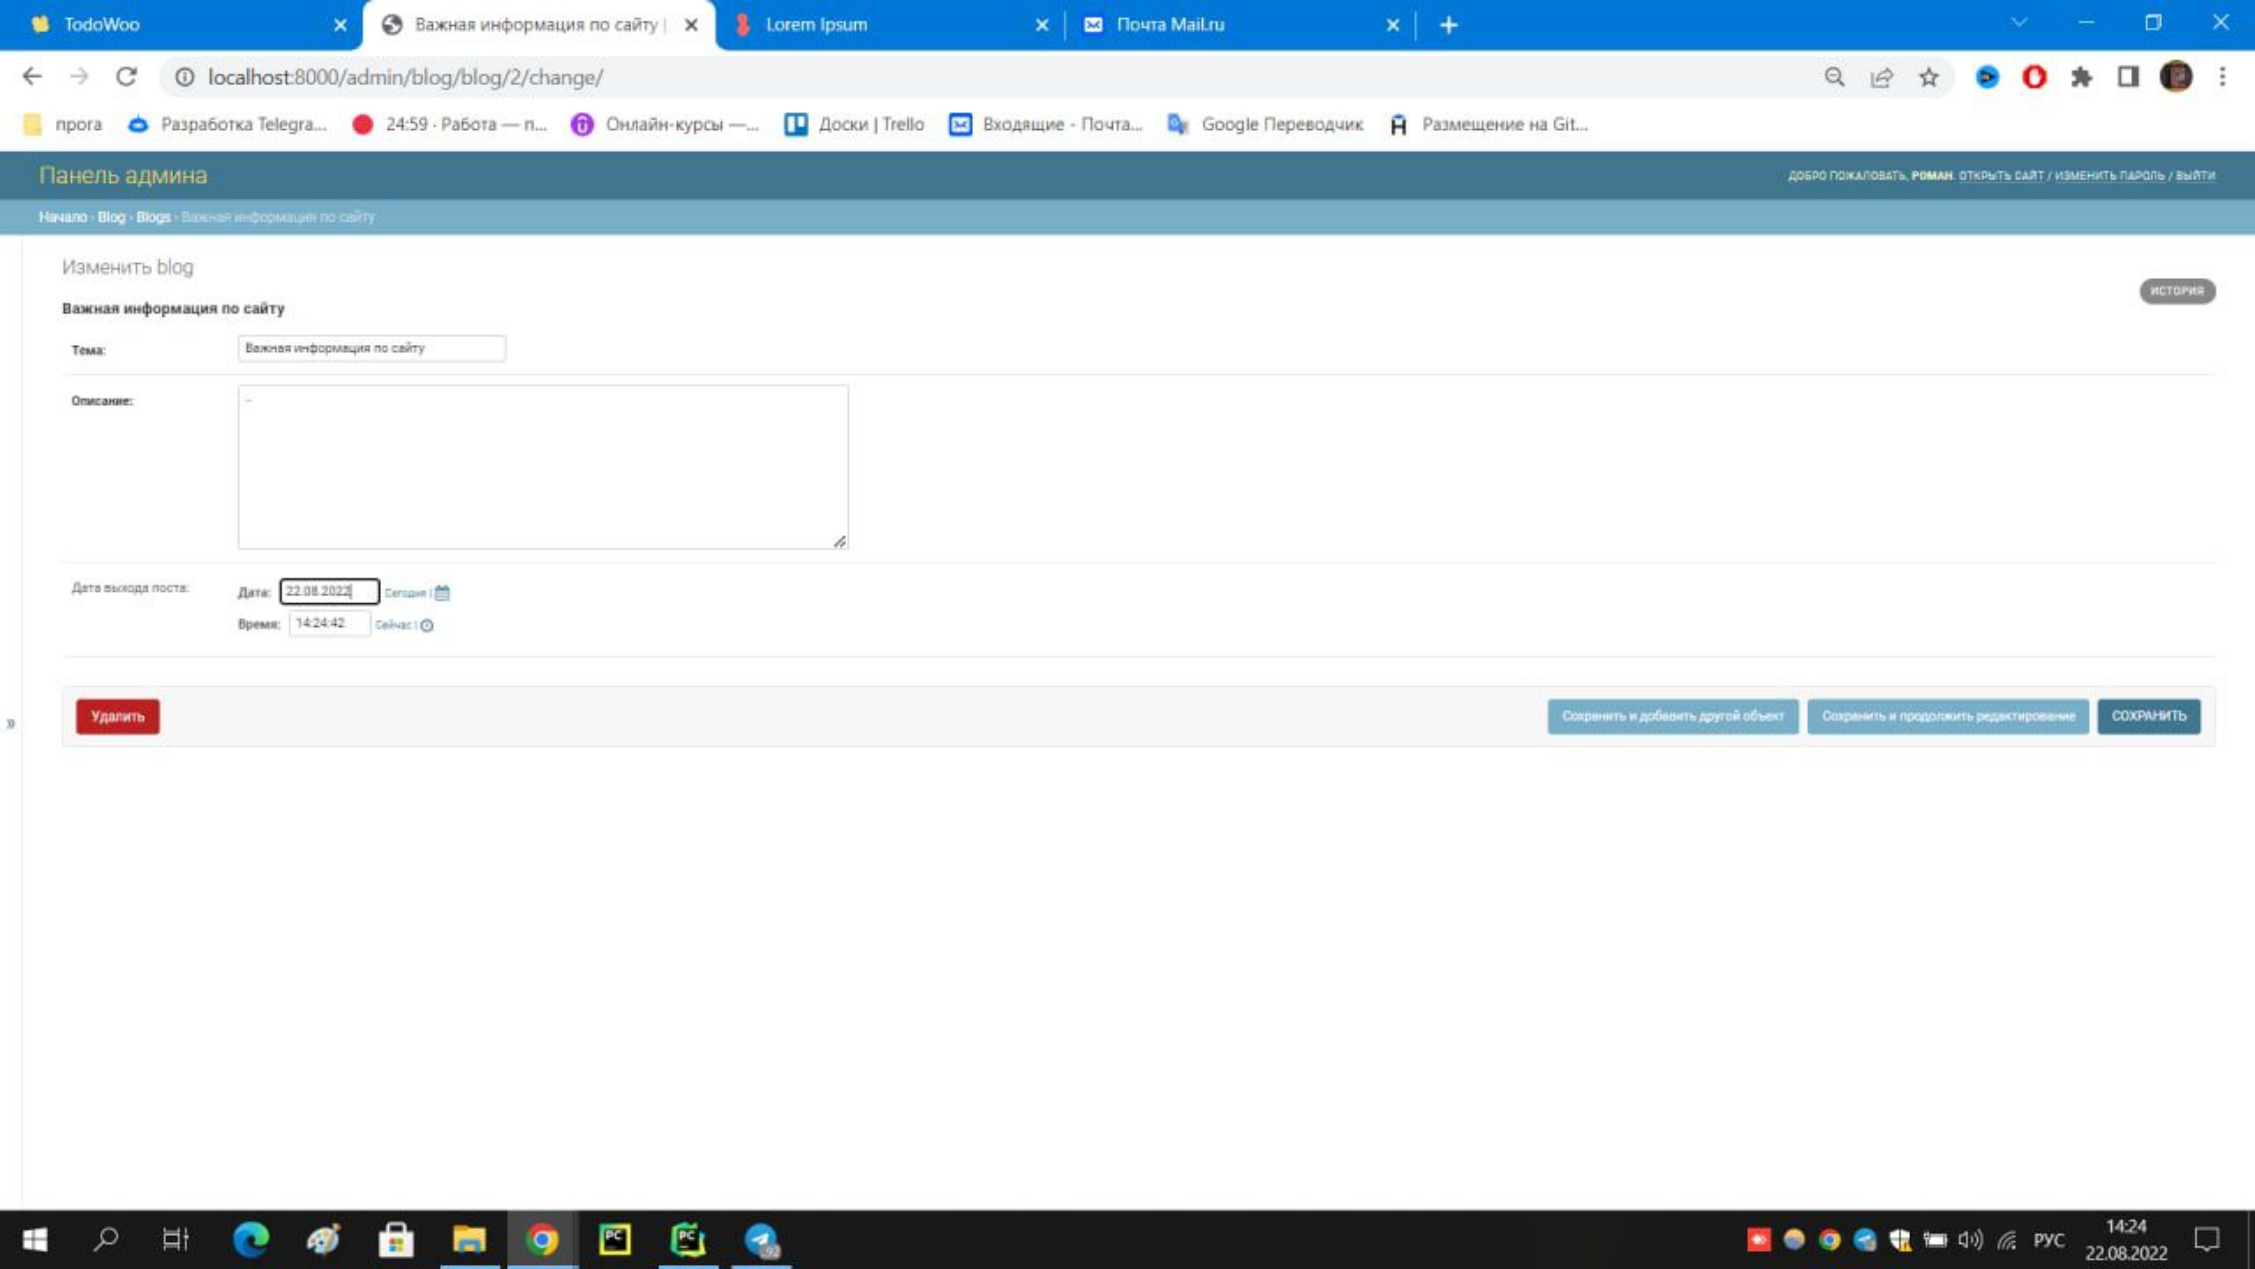 TodoWoo
Важная информация по сайту |
Lorem Ipsum
Почта Mail.ru
localhost:8000/admin/blog/blog/2/change/
прога
Разработка Telegra...
24:59 · Работа — п...
Онлайн-курсы —...
Доски | Trello
Входящие - Почта...
Google Переводчик
Размещение на Git...
Панель админа
ДОБРО ПОЖАЛОВАТЬ, РОМАН. ОТКРЫТЬ САЙТ / ИЗМЕНИТЬ ПАРОЛЬ / ВЫЙТИ
Начало › Blog › Blogs › Важная информация по сайту
Изменить blog
ИСТОРИЯ
Важная информация по сайту
Тема:
Важная информация по сайту
Описание:
--
Дата выхода поста:
Дата:
22.08.2022
Сегодня |
Время:
14:24:42
Сейчас |
Удалить
Сохранить и добавить другой объект
Сохранить и продолжить редактирование
СОХРАНИТЬ
PC
PC
92
РУС
14:24
22.08.2022